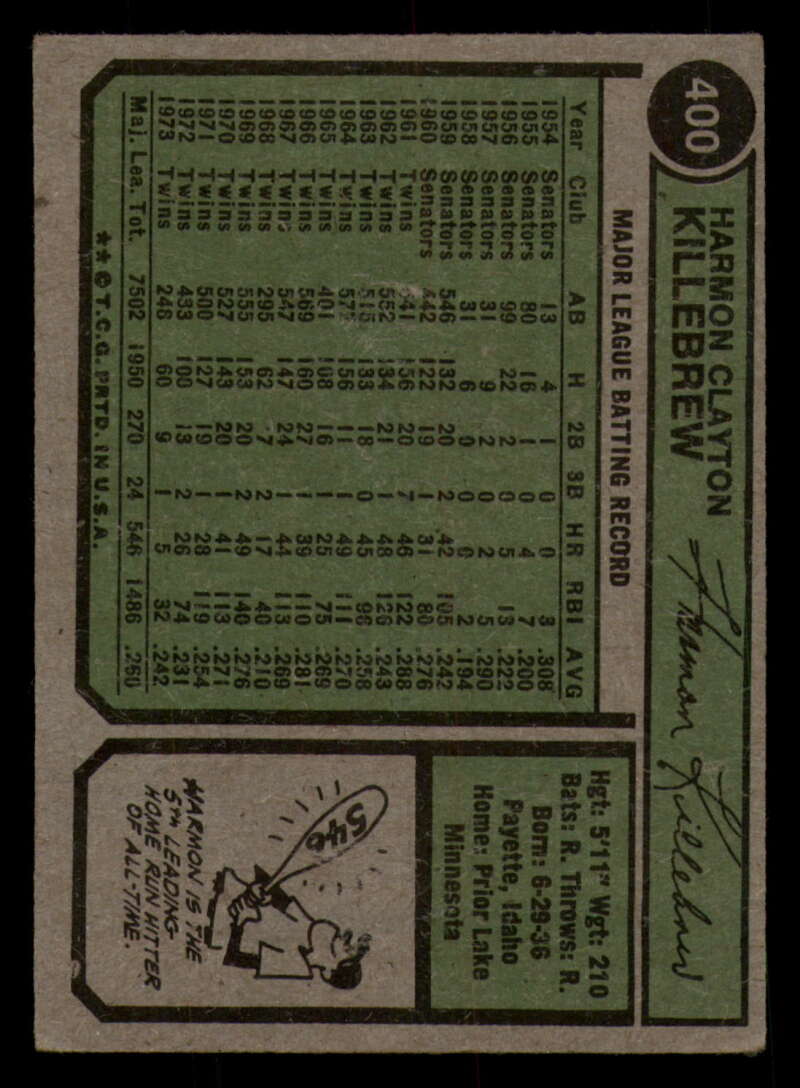 400
HARMON CLAYTON
KILLEBREW
Harmon Killebrew
MAJOR LEAGUE BATTING RECORD
Year Club AB H 2B 3B HR RBI AVG
1954 Senators 13 4 1 0 0 3 .308
1955 Senators 80 16 1 0 4 7 .200
1956 Senators 99 22 2 0 5 13 .222
1957 Senators 31 9 2 0 2 5 .290
1958 Senators 31 6 0 0 0 2 .194
1959 Senators 546 132 20 2 42 105 .242
1960 Senators 442 122 19 1 31 80 .276
1961 Twins 541 156 20 7 46 122 .288
1962 Twins 552 134 21 1 48 126 .243
1963 Twins 515 133 18 0 45 96 .258
1964 Twins 577 156 11 1 49 111 .270
1965 Twins 401 108 16 1 25 75 .269
1966 Twins 569 160 27 1 39 110 .281
1967 Twins 547 147 24 1 44 113 .269
1968 Twins 295 62 7 2 17 40 .210
1969 Twins 555 153 20 2 49 140 .276
1970 Twins 527 143 20 1 41 113 .271
1971 Twins 500 127 19 1 28 119 .254
1972 Twins 433 100 13 2 26 74 .231
1973 Twins 248 60 9 1 5 32 .242
Maj. Lea. Tot. 7502 1950 270 24 546 1486 .260
**©T.C.G. PRTD. IN U.S.A.
Hgt: 5'11" Wgt: 210
Bats: R. Throws: R.
Born: 6-29-36
Payette, Idaho
Home: Prior Lake
Minnesota
546
HARMON IS THE
5TH LEADING
HOME RUN HITTER
OF ALL-TIME.